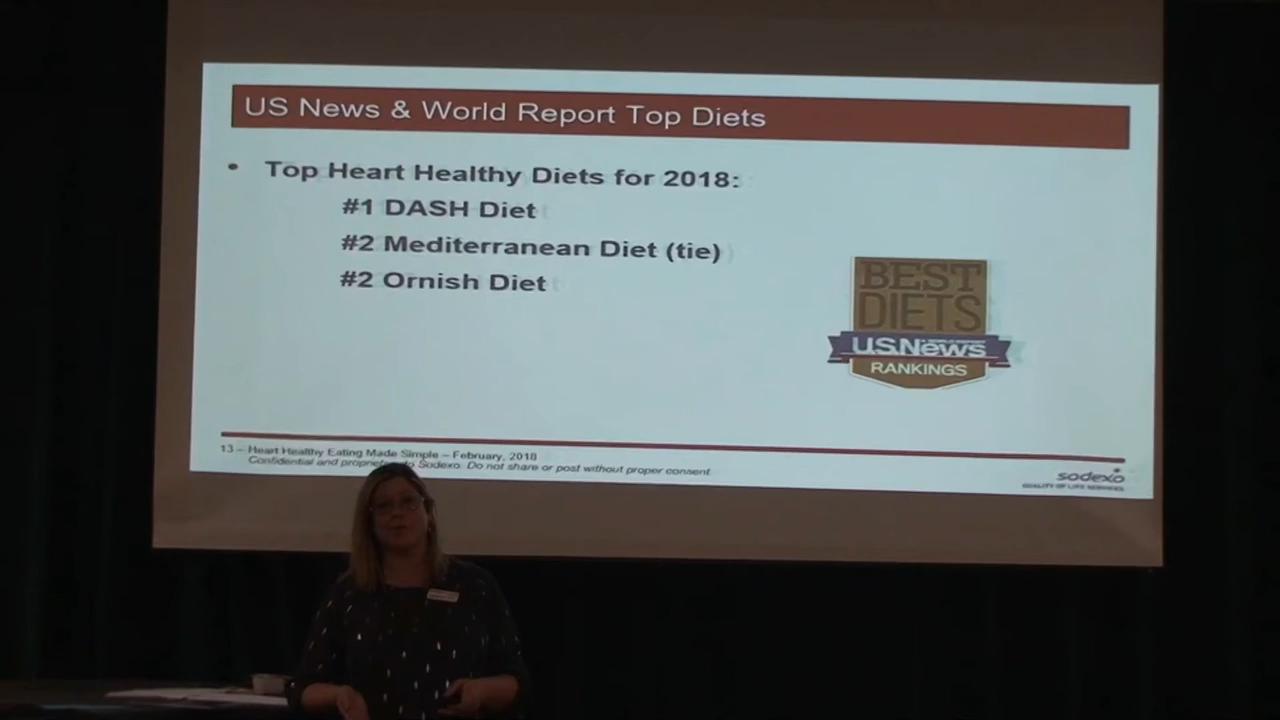 US News & World Report Top Diets
• Top Heart Healthy Diets for 2018:
#1 DASH Diet
#2 Mediterranean Diet (tie)
#2 Ornish Diet
BEST
DIETS
U.S.News
RANKINGS
13 – Heart Healthy Eating Made Simple – February, 2018
Confidential and proprietary to Sodexo. Do not share or post without proper consent
sodexo
QUALITY OF LIFE SERVICES